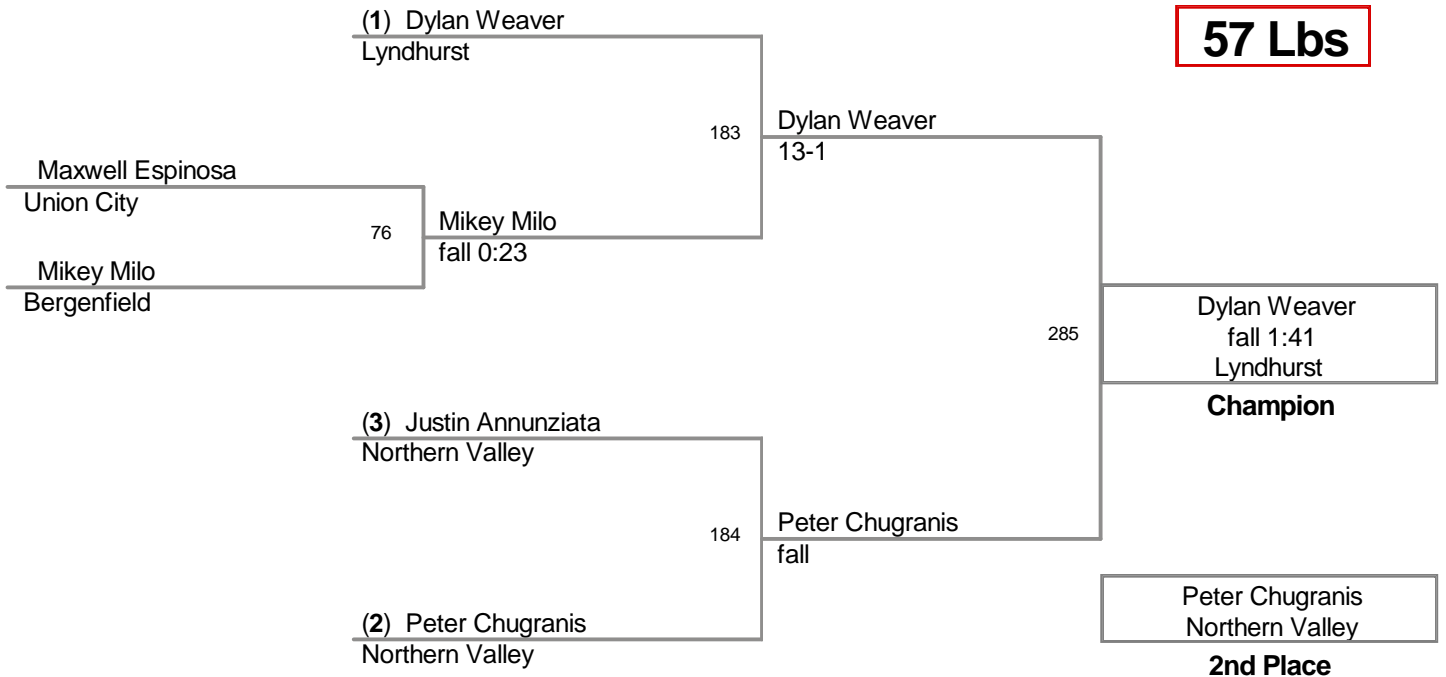 (1) Dylan Weaver
Lyndhurst
57 Lbs
183
Dylan Weaver
13-1
Maxwell Espinosa
Union City
76
Mikey Milo
fall 0:23
Mikey Milo
Bergenfield
285
Dylan Weaver
fall 1:41
Lyndhurst
Champion
(3) Justin Annunziata
Northern Valley
184
Peter Chugranis
fall
(2) Peter Chugranis
Northern Valley
Peter Chugranis
Northern Valley
2nd Place